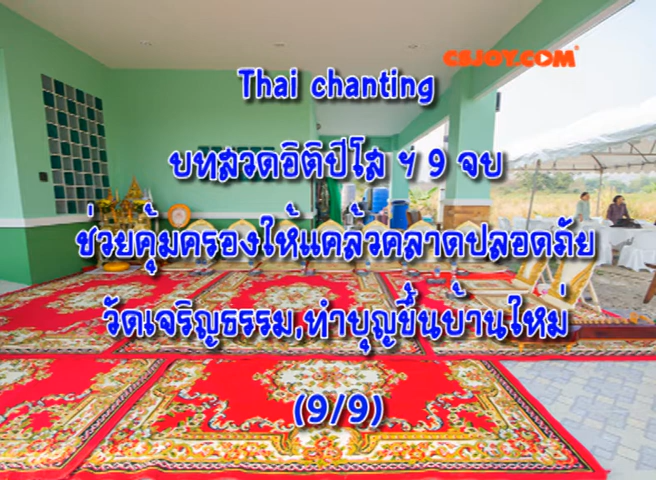 CSJOY.COM
Thai chanting
บทสวดอิติปิโส ฯ 9 จบ
ช่วยคุ้มครองให้แคล้วคลาดปลอดภัย
วัดเจริญธรรม,ทำบุญขึ้นบ้านใหม่
(9/9)